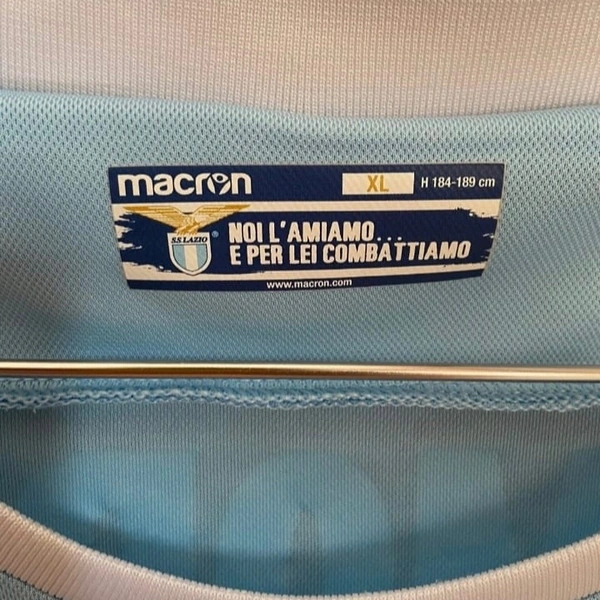 macron XL H 184-189 cm
S.S. LAZIO ® NOI L'AMIAMO...
E PER LEI COMBATTIAMO
www.macron.com